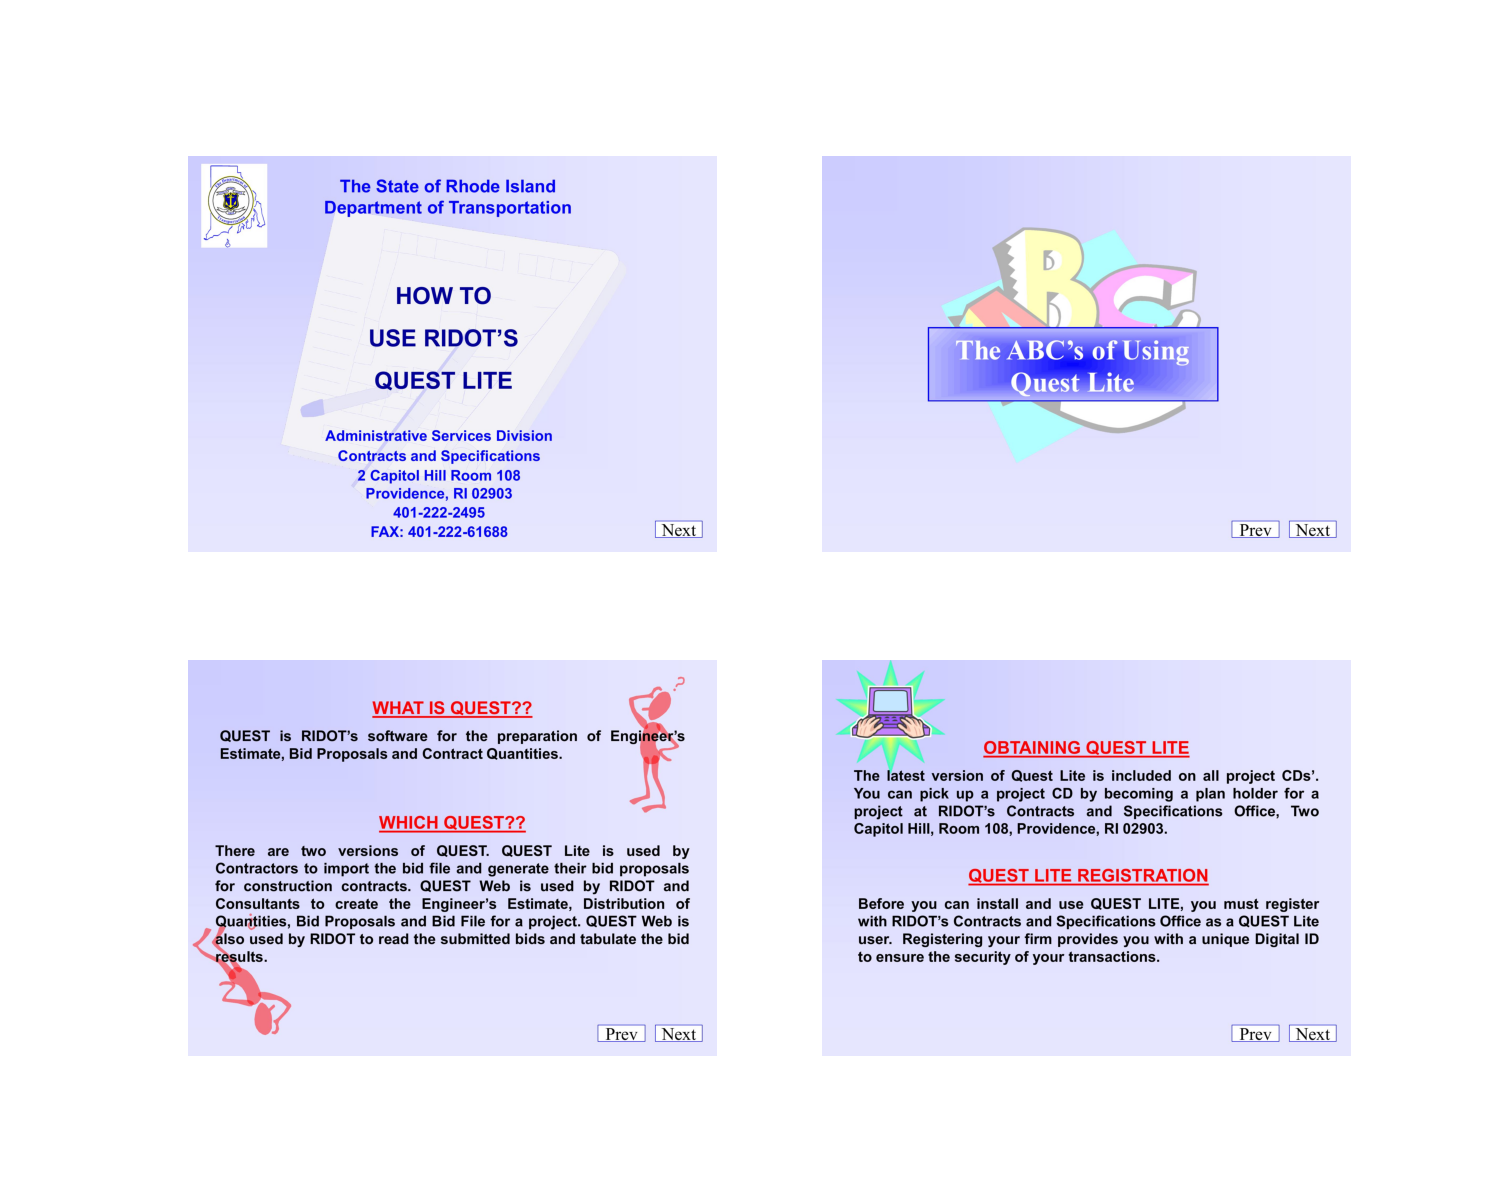 The State of Rhode Island
Department of Transportation
HOW TO
USE RIDOT’S
QUEST LITE
Administrative Services Division
Contracts and Specifications
2 Capitol Hill Room 108
Providence, RI 02903
401-222-2495
FAX: 401-222-61688
Next
The ABC’s of Using
Quest Lite
Prev Next
WHAT IS QUEST??
QUEST is RIDOT’s software for the preparation of Engineer’s
Estimate, Bid Proposals and Contract Quantities.
WHICH QUEST??
There are two versions of QUEST. QUEST Lite is used by
Contractors to import the bid file and generate their bid proposals
for construction contracts. QUEST Web is used by RIDOT and
Consultants to create the Engineer’s Estimate, Distribution of
Quantities, Bid Proposals and Bid File for a project. QUEST Web is
also used by RIDOT to read the submitted bids and tabulate the bid
results.
Prev Next
OBTAINING QUEST LITE
The latest version of Quest Lite is included on all project CDs’.
You can pick up a project CD by becoming a plan holder for a
project at RIDOT’s Contracts and Specifications Office, Two
Capitol Hill, Room 108, Providence, RI 02903.
QUEST LITE REGISTRATION
Before you can install and use QUEST LITE, you must register
with RIDOT’s Contracts and Specifications Office as a QUEST Lite
user. Registering your firm provides you with a unique Digital ID
to ensure the security of your transactions.
Prev Next